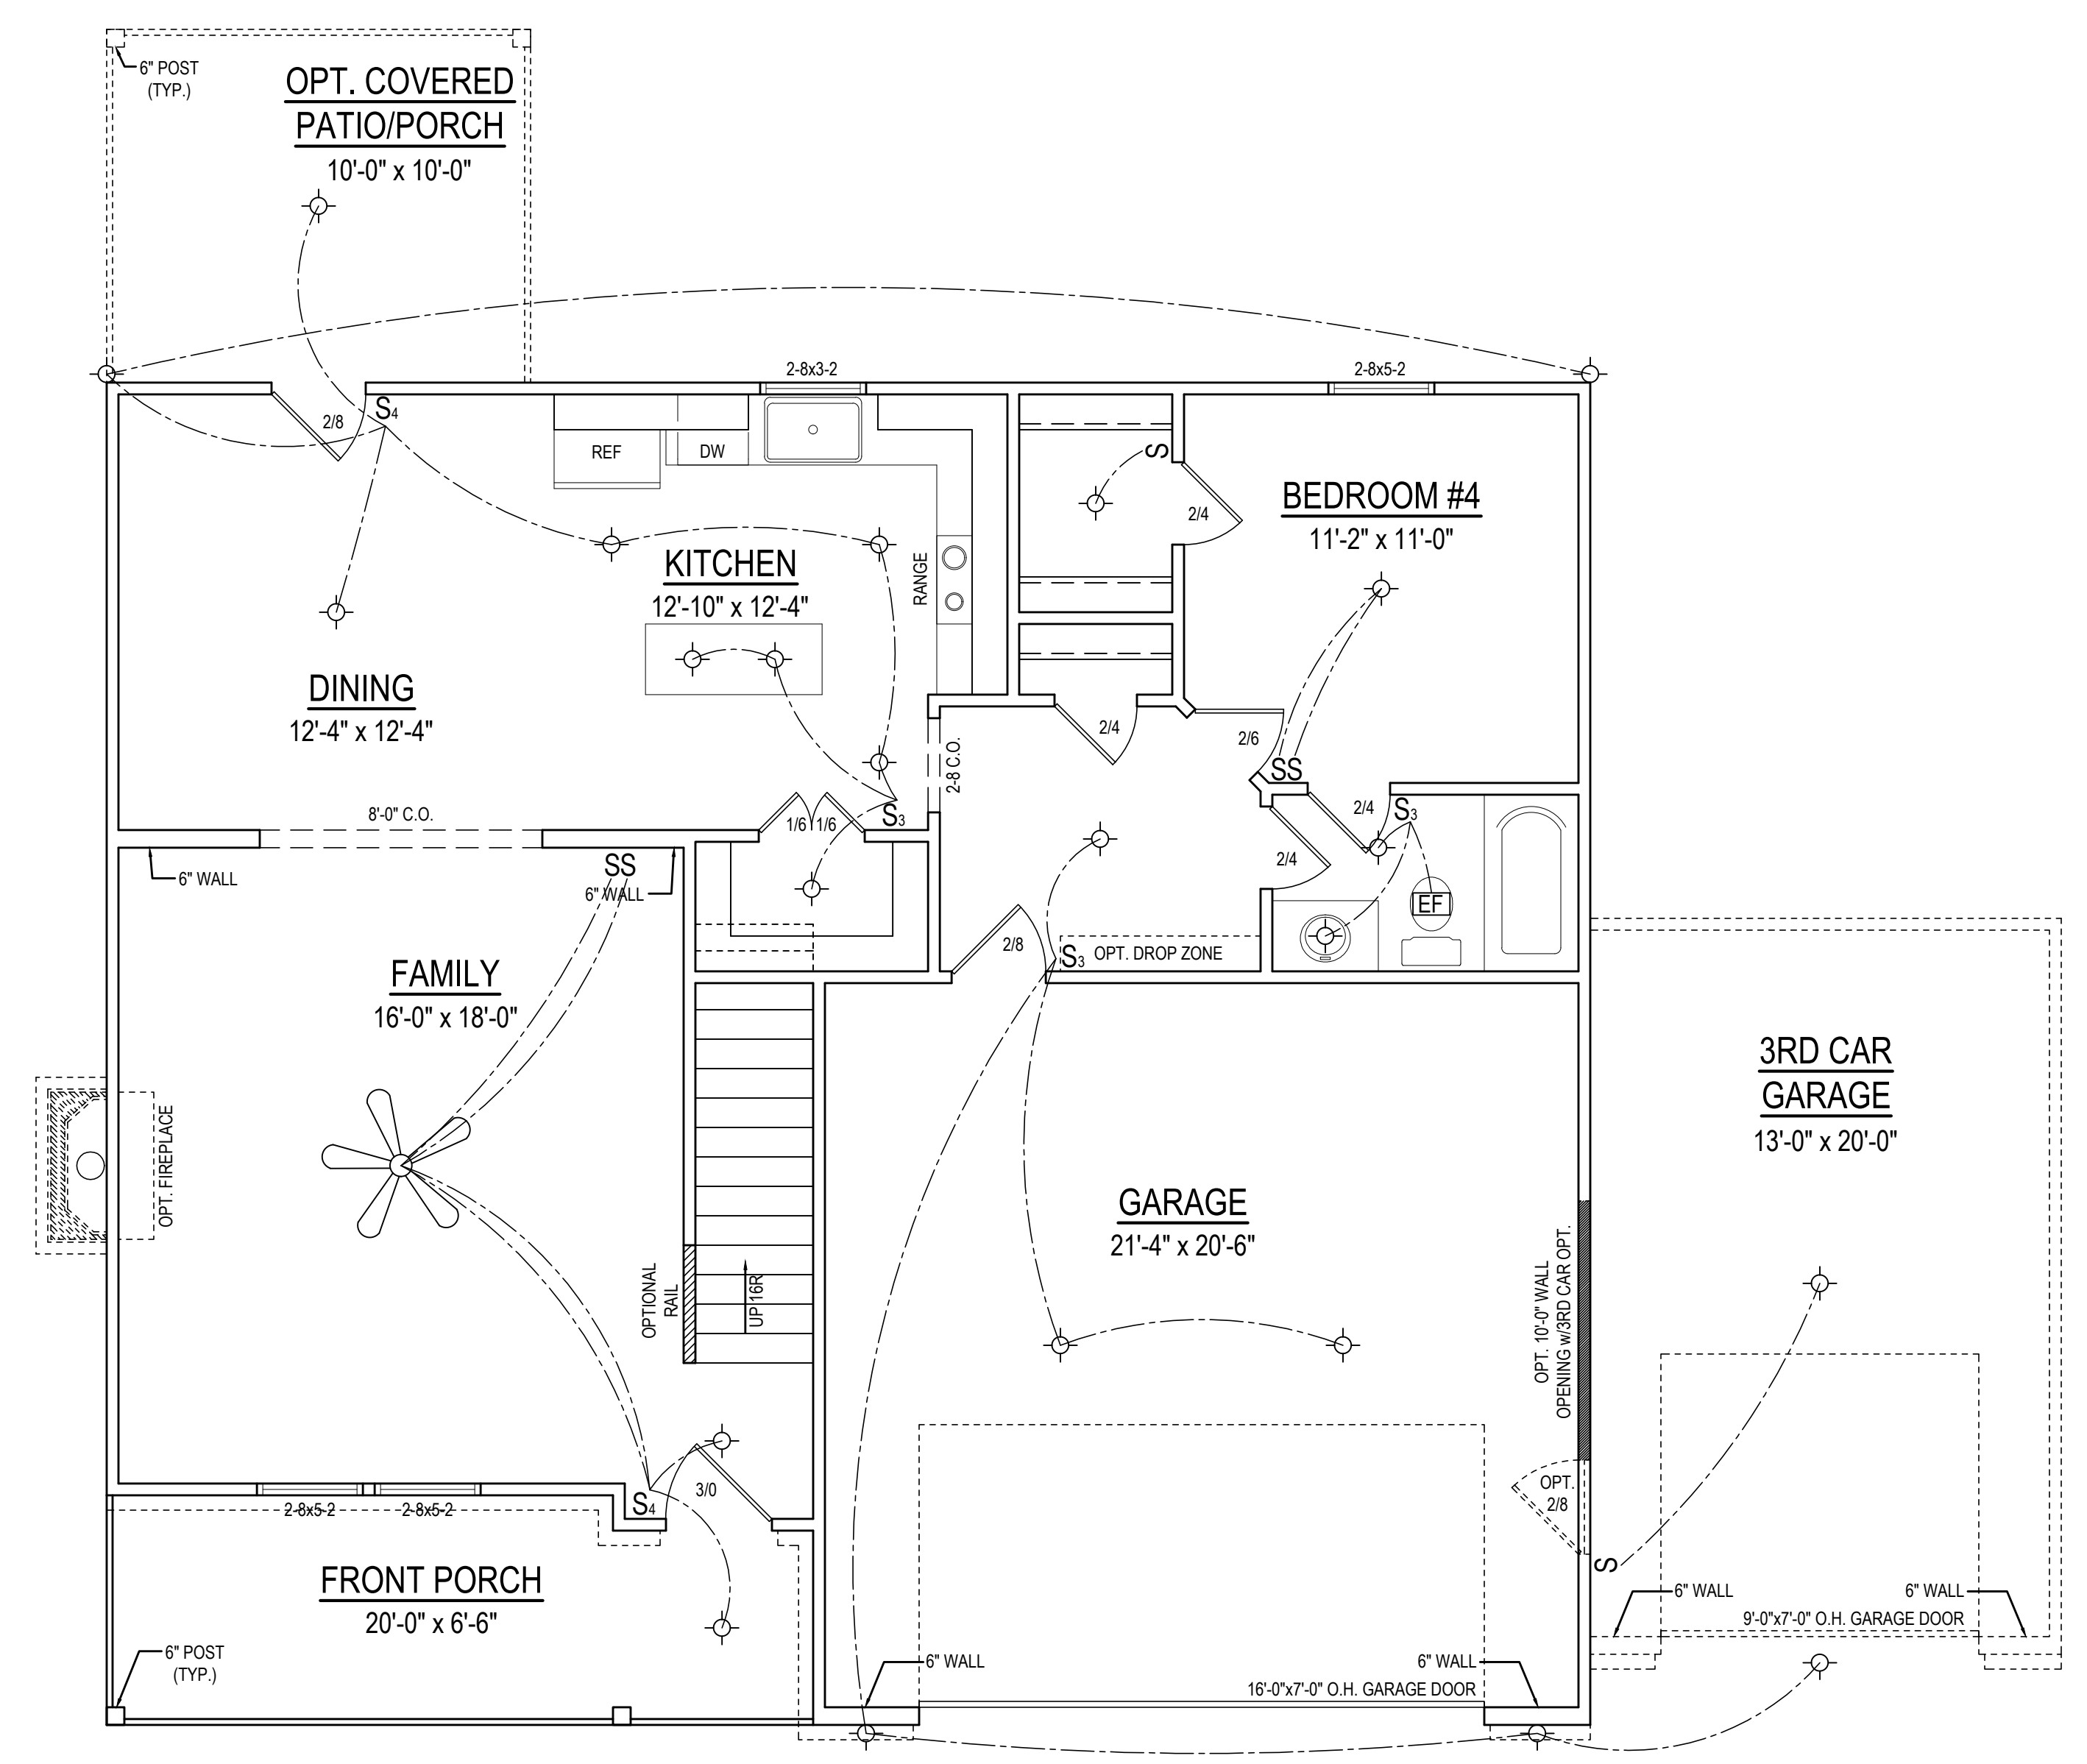 6" POST
(TYP.)
OPT. COVERED
PATIO/PORCH
10'-0" x 10'-0"
2-8x3-2
2-8x5-2
S4
2/8
REF
DW
S
2/4
BEDROOM #4
11'-2" x 11'-0"
KITCHEN
12'-10" x 12'-4"
RANGE
DINING
12'-4" x 12'-4"
2/4
2/6
2-8 C.O.
SS
8'-0" C.O.
1/6
1/6
S3
2/4
S3
SS
6" WALL
6" WALL
2/4
EF
2/8
S3
OPT. DROP ZONE
FAMILY
16'-0" x 18'-0"
3RD CAR
GARAGE
13'-0" x 20'-0"
OPT. FIREPLACE
GARAGE
21'-4" x 20'-6"
OPTIONAL
RAIL
UP 16R
OPT. 10'-0" WALL
OPENING w/3RD CAR OPT.
3/0
S4
OPT.
2/8
2-8x5-2
2-8x5-2
S
FRONT PORCH
20'-0" x 6'-6"
6" WALL
6" WALL
9'-0"x7'-0" O.H. GARAGE DOOR
6" POST
(TYP.)
6" WALL
6" WALL
16'-0"x7'-0" O.H. GARAGE DOOR